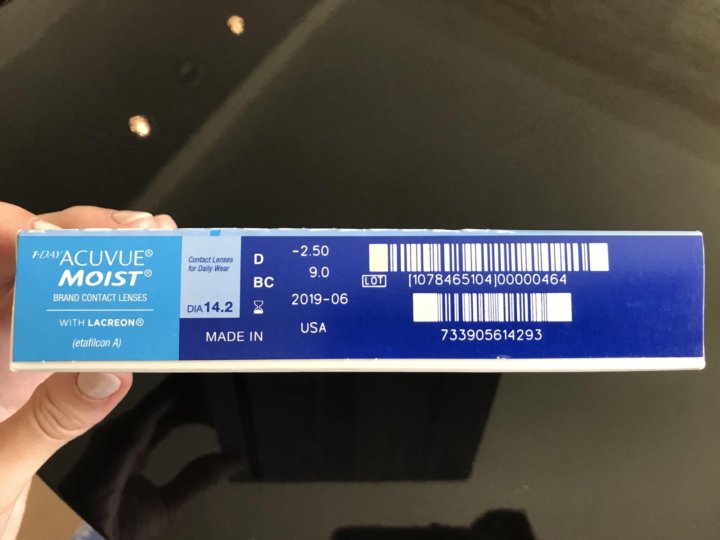 1-DAY ACUVUE®
MOIST®
BRAND CONTACT LENSES
WITH LACREON®
(etafilcon A)
Contact Lenses
for Daily Wear
DIA 14.2
D -2.50
BC 9.0
2019-06
MADE IN USA
LOT [1078465104]00000464
733905614293